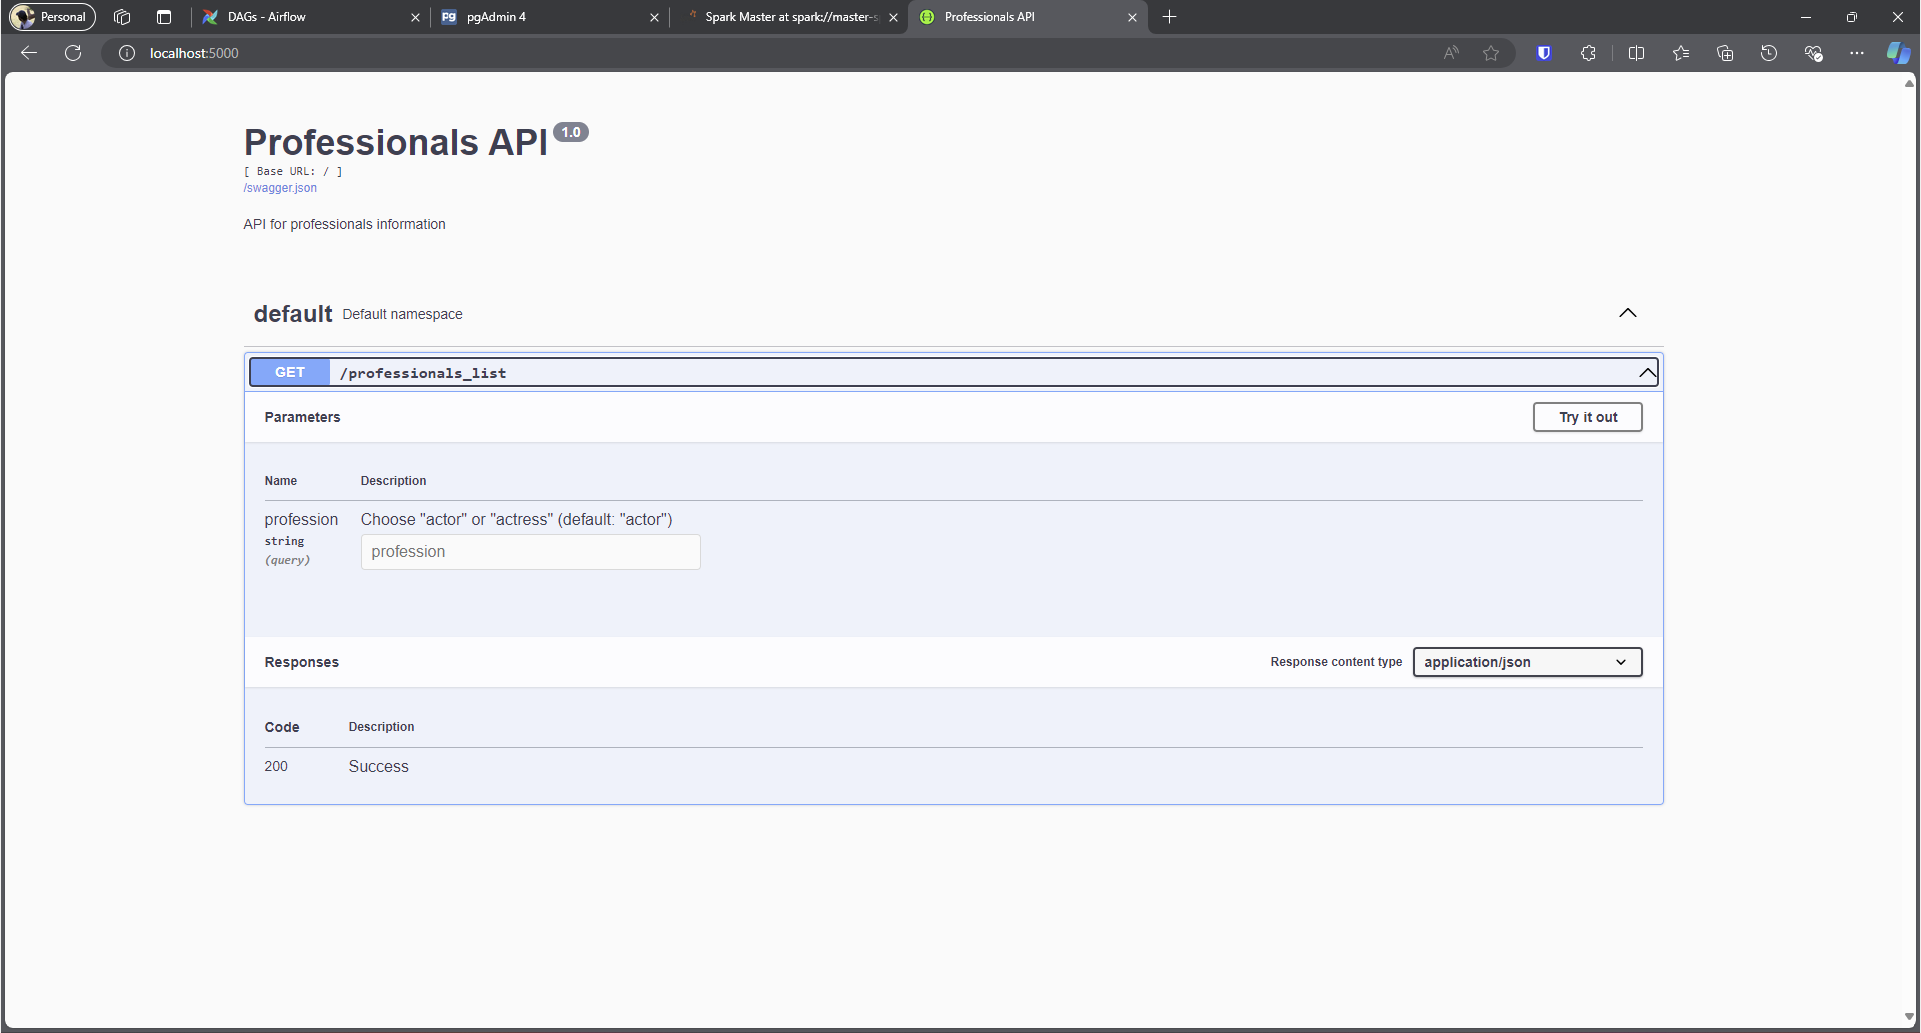 Personal
DAGs - Airflow
pg pgAdmin 4
Spark Master at spark://master-s
Professionals API
localhost:5000
Professionals API 1.0
[ Base URL: / ]
/swagger.json
API for professionals information
default Default namespace
GET /professionals_list
Parameters
Try it out
Name Description
profession Choose "actor" or "actress" (default: "actor")
string
profession
(query)
Responses
Response content type application/json
Code Description
200 Success